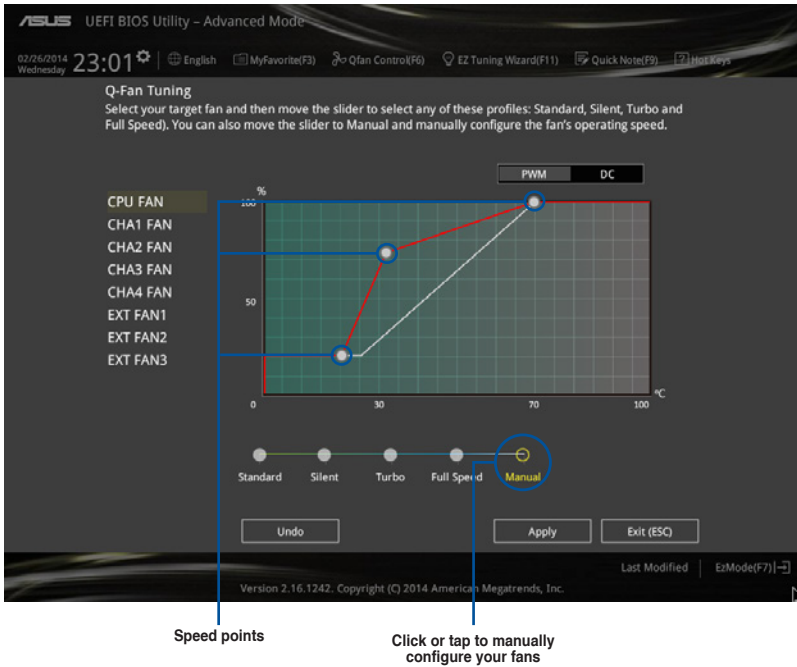 ASUS UEFI BIOS Utility – Advanced Mode
02/26/2014 Wednesday 23:01 English MyFavorite(F3) Qfan Control(F6) EZ Tuning Wizard(F11) Quick Note(F9) ? Hot Keys
Q-Fan Tuning
Select your target fan and then move the slider to select any of these profiles: Standard, Silent, Turbo and
Full Speed). You can also move the slider to Manual and manually configure the fan's operating speed.
PWM DC
CPU FAN
CHA1 FAN
CHA2 FAN
CHA3 FAN
CHA4 FAN
EXT FAN1
EXT FAN2
EXT FAN3
%
100
50
0 30 70 100 °C
Standard Silent Turbo Full Speed Manual
Undo Apply Exit (ESC)
Last Modified EzMode(F7)
Version 2.16.1242. Copyright (C) 2014 American Megatrends, Inc.
Speed points
Click or tap to manually
configure your fans